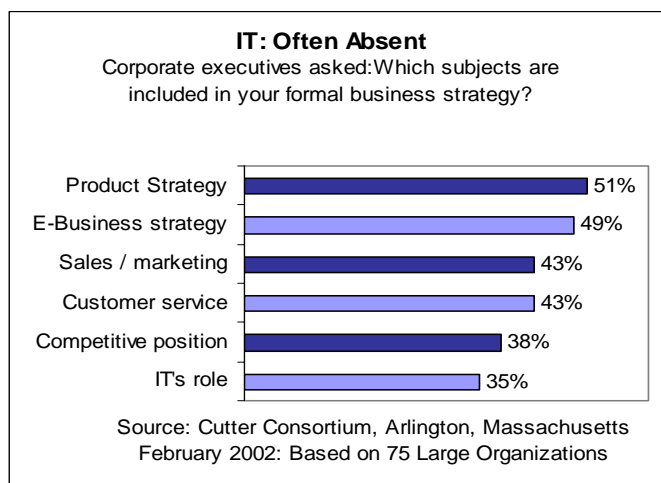 IT: Often Absent
Corporate executives asked:Which subjects are
included in your formal business strategy?
Product Strategy 51%
E-Business strategy 49%
Sales / marketing 43%
Customer service 43%
Competitive position 38%
IT's role 35%
Source: Cutter Consortium, Arlington, Massachusetts
February 2002: Based on 75 Large Organizations